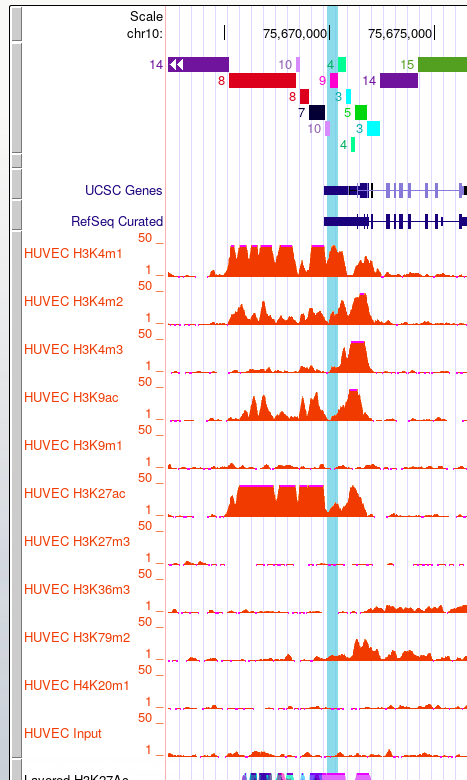 Scale
chr10: 75,670,000 75,675,000
14 10 4 15
8 9 14
8 3
7 5
10 3
4
UCSC Genes
RefSeq Curated
50
HUVEC H3K4m1
1
50
HUVEC H3K4m2
1
50
HUVEC H3K4m3
1
50
HUVEC H3K9ac
1
50
HUVEC H3K9m1
1
50
HUVEC H3K27ac
1
50
HUVEC H3K27m3
1
50
HUVEC H3K36m3
1
50
HUVEC H3K79m2
1
50
HUVEC H4K20m1
1
50
HUVEC Input
1
Layered H3K27Ac